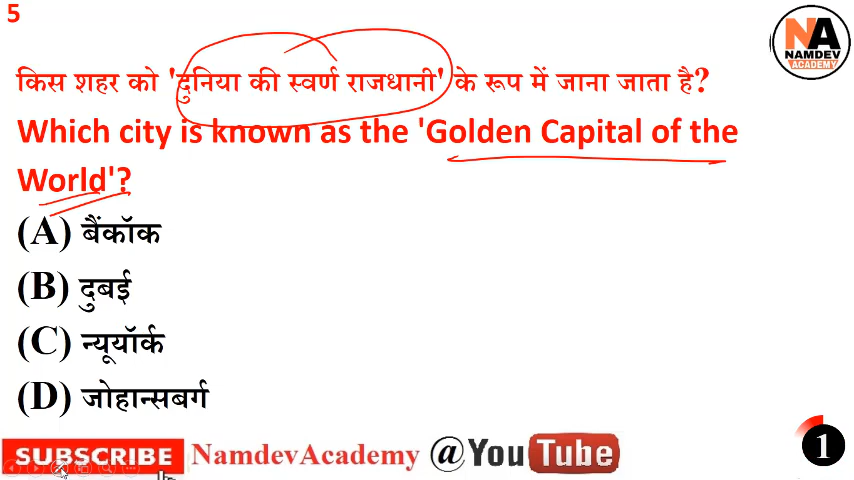 5
NA
NAMDEV
ACADEMY
किस शहर को 'दुनिया की स्वर्ण राजधानी' के रूप में जाना जाता है?
Which city is known as the 'Golden Capital of the
World'?
(A) बैंकॉक
(B) दुबई
(C) न्यूयॉर्क
(D) जोहान्सबर्ग
SUBSCRIBE NamdevAcademy @YouTube
1